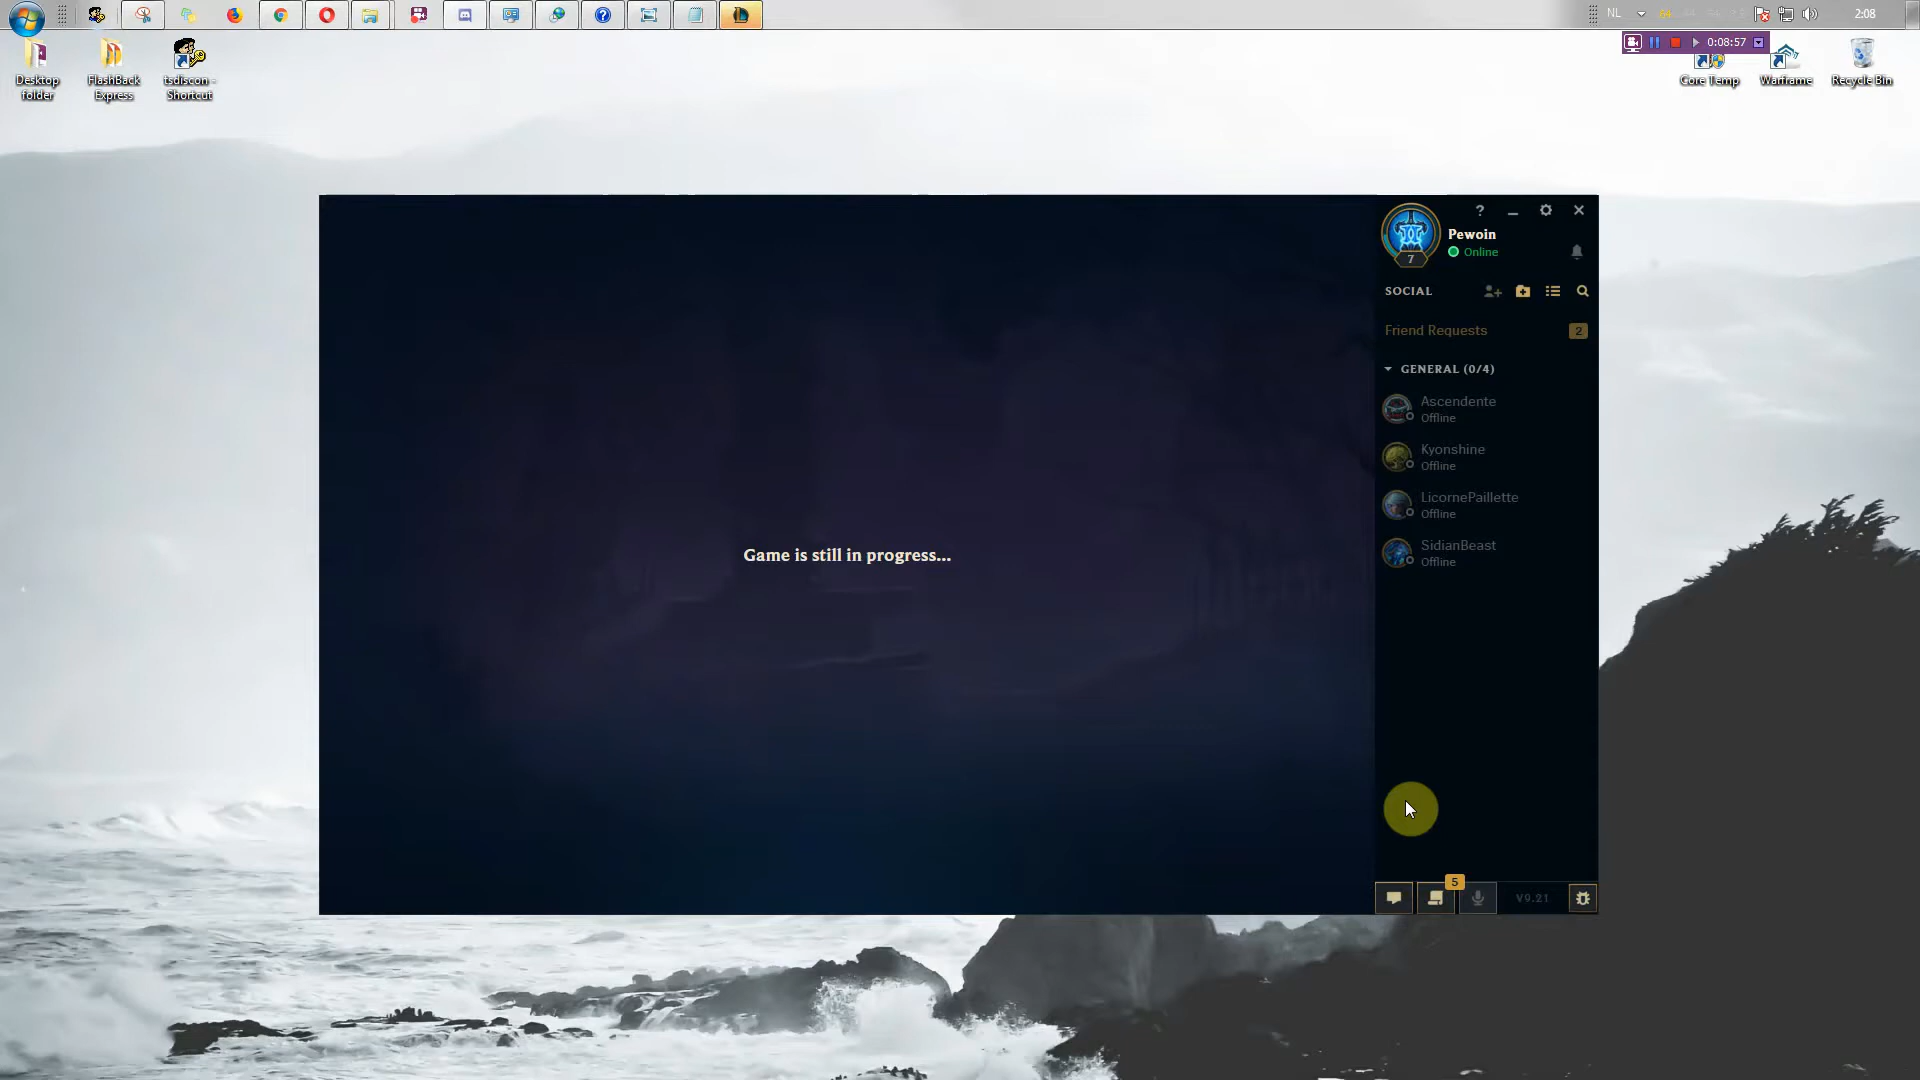 NL
64
2:08
0:08:57
Desktop folder
FlashBack Express
tsdiscon - Shortcut
Core Temp
Warframe
Recycle Bin
?
Pewoin
Online
7
SOCIAL
Friend Requests
2
GENERAL (0/4)
Ascendente
Offline
Kyonshine
Offline
LicornePaillette
Offline
SidianBeast
Offline
Game is still in progress...
5
V9.21